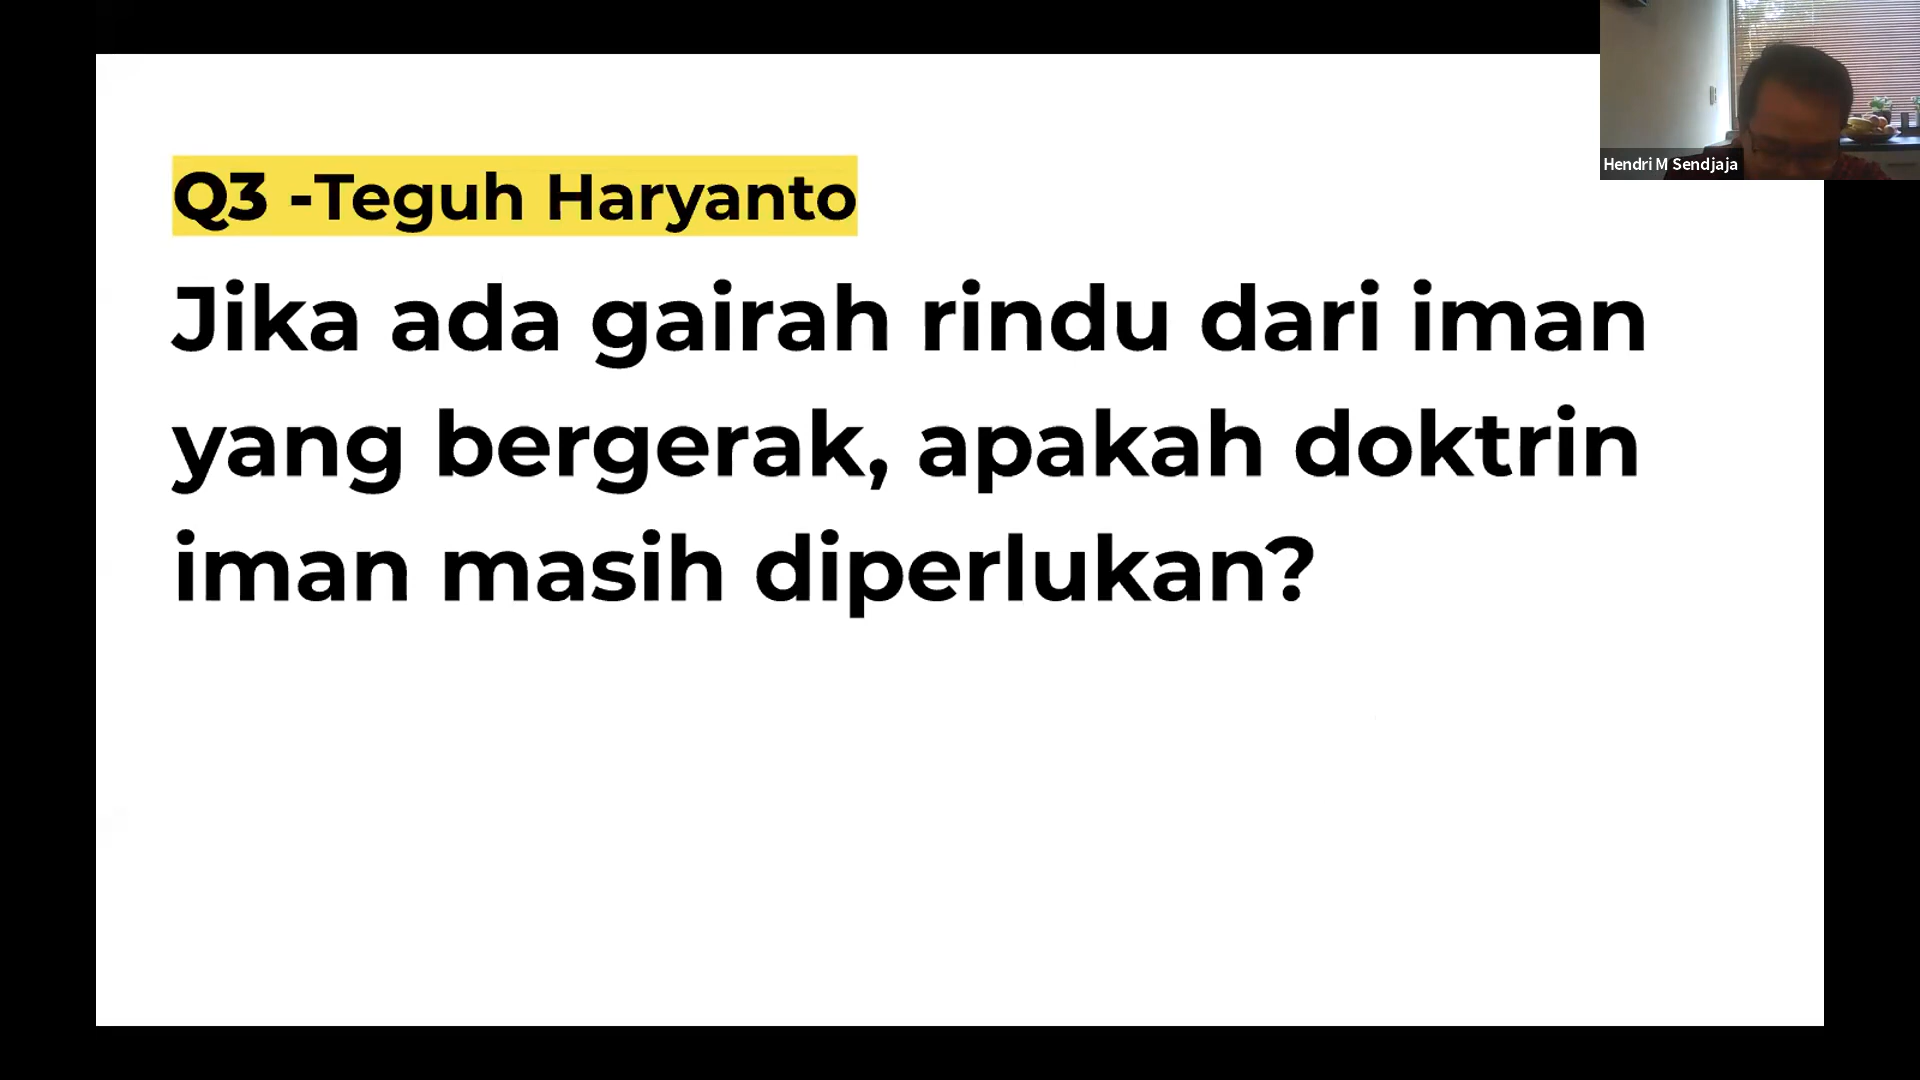 Q3 -Teguh Haryanto
Jika ada gairah rindu dari iman
yang bergerak, apakah doktrin
iman masih diperlukan?
Hendri M Sendjaja